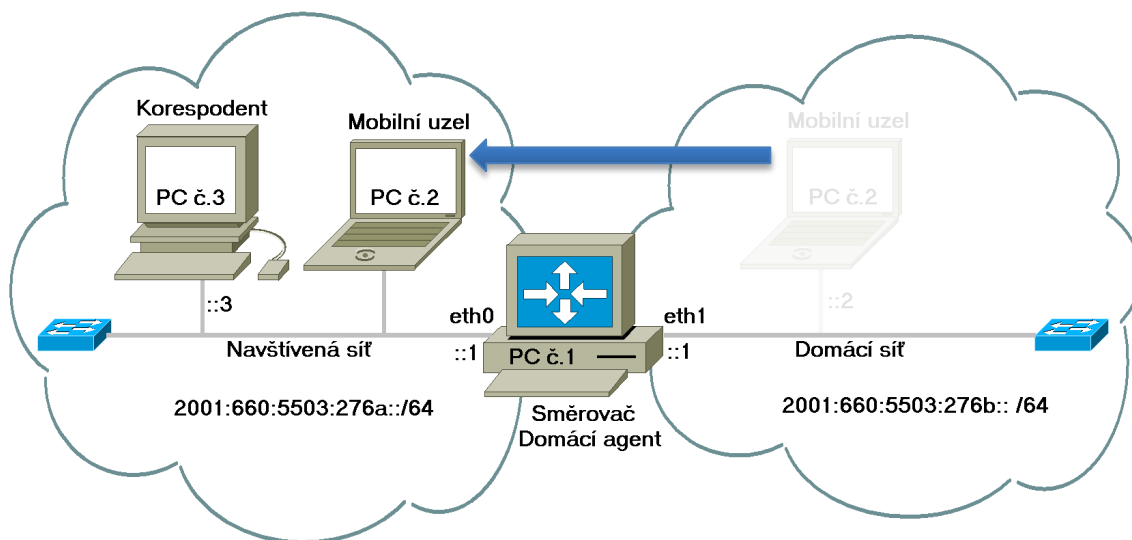 Korespodent
Mobilní uzel
Mobilní uzel
PC č.3
PC č.2
PC č.2
::3
::2
eth0
eth1
Navštívená síť
::1
PC č.1
::1
Domácí síť
2001:660:5503:276a::/64
2001:660:5503:276b:: /64
Směrovač
Domácí agent